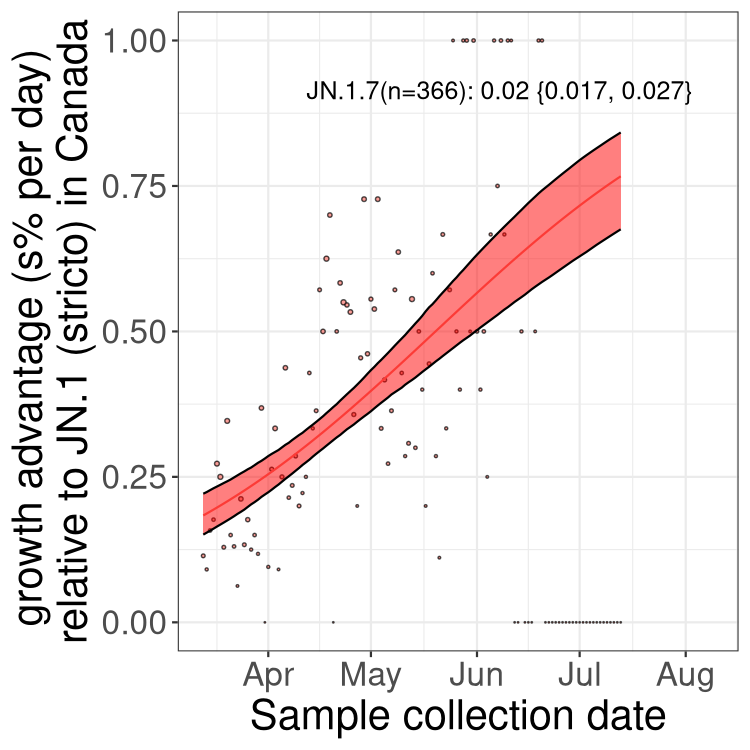 growth advantage (s% per day)
relative to JN.1 (stricto) in Canada
1.00
0.75
0.50
0.25
0.00
JN.1.7(n=366): 0.02 {0.017, 0.027}
Apr May Jun Jul Aug
Sample collection date